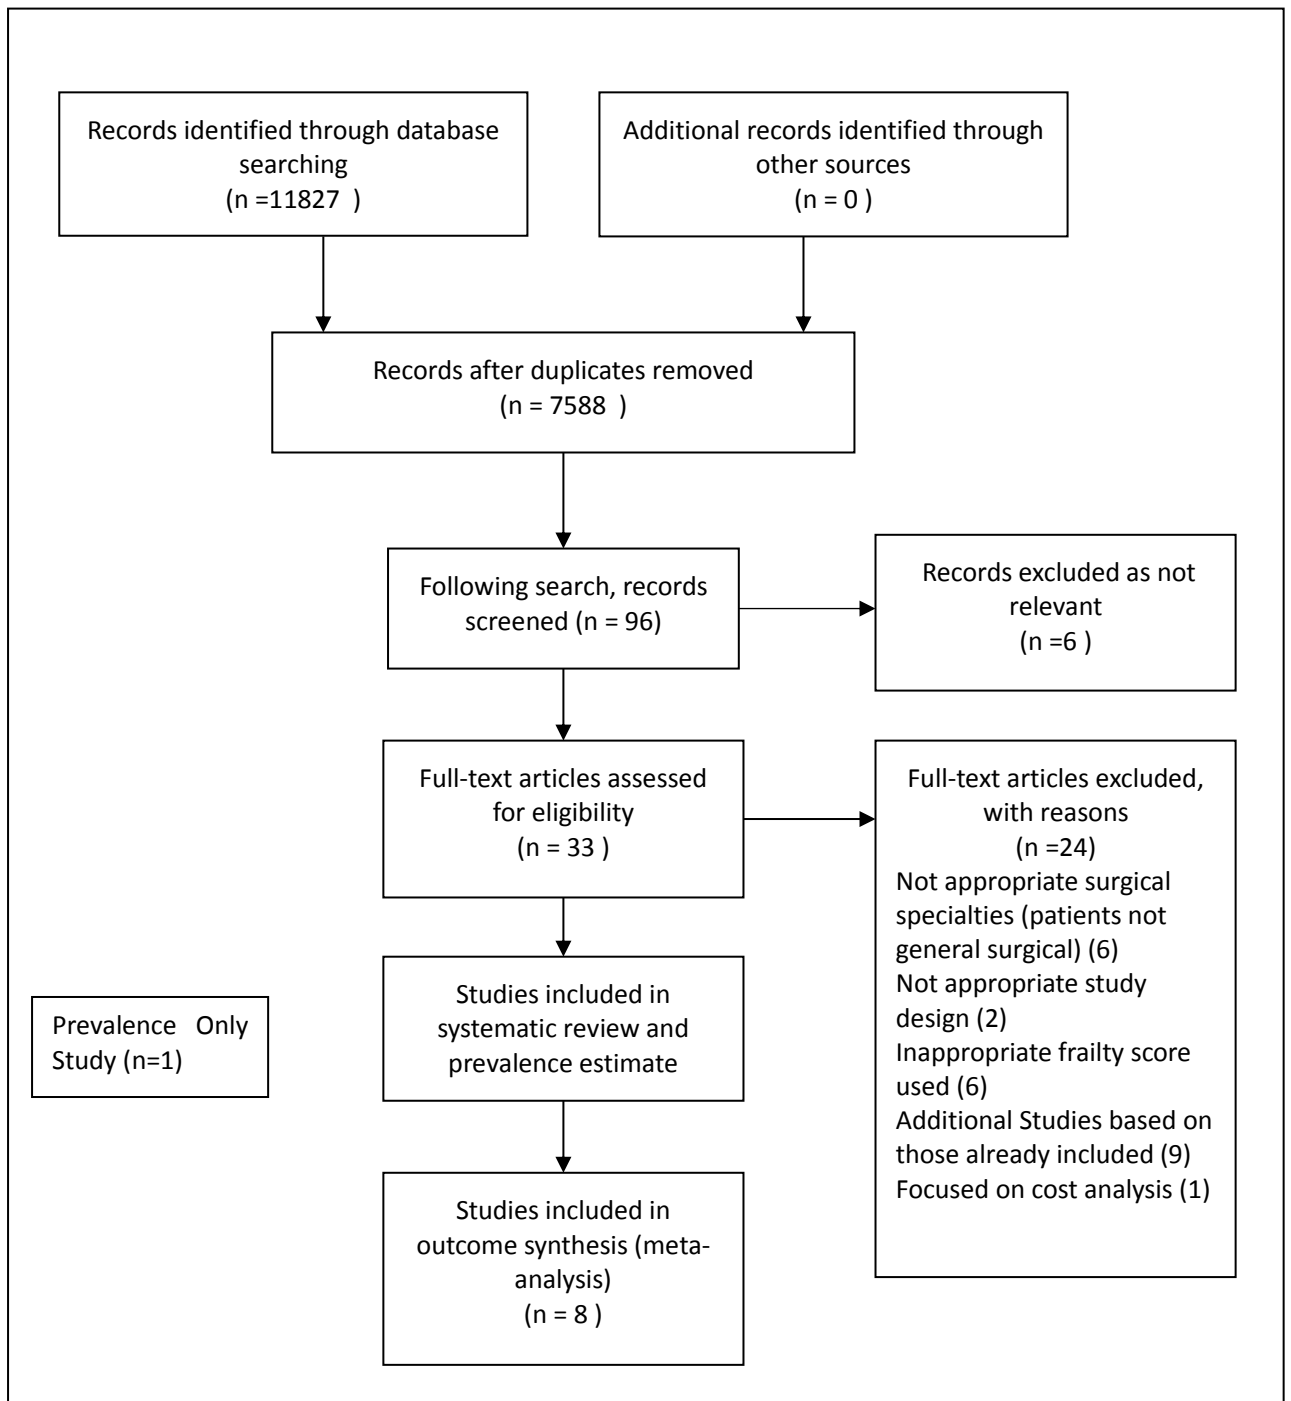 Records identified through database
searching
(n =11827  )
Additional records identified through
other sources
(n = 0 )
Records after duplicates removed
(n = 7588  )
Following search, records
screened (n = 96)
Records excluded as not
relevant
(n =6 )
Full-text articles assessed
for eligibility
(n = 33 )
Full-text articles excluded,
with reasons
(n =24)
Not appropriate surgical
specialties (patients not
general surgical) (6)
Not appropriate study
design (2)
Inappropriate frailty score
used (6)
Additional Studies based on
those already included (9)
Focused on cost analysis (1)
Studies included in
systematic review and
prevalence estimate
Prevalence Only
Study (n=1)
Studies included in
outcome synthesis (meta-
analysis)
(n = 8 )